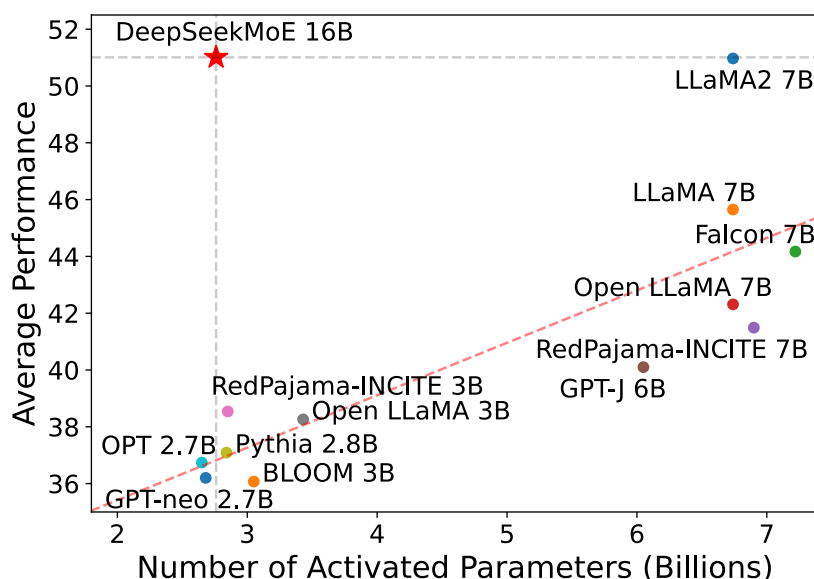 52
50
48
46
44
42
40
38
36
Average Performance
DeepSeekMoE 16B
LLaMA2 7B
LLaMA 7B
Falcon 7B
Open LLaMA 7B
RedPajama-INCITE 7B
GPT-J 6B
RedPajama-INCITE 3B
Open LLaMA 3B
OPT 2.7B
Pythia 2.8B
BLOOM 3B
GPT-neo 2.7B
2 3 4 5 6 7
Number of Activated Parameters (Billions)